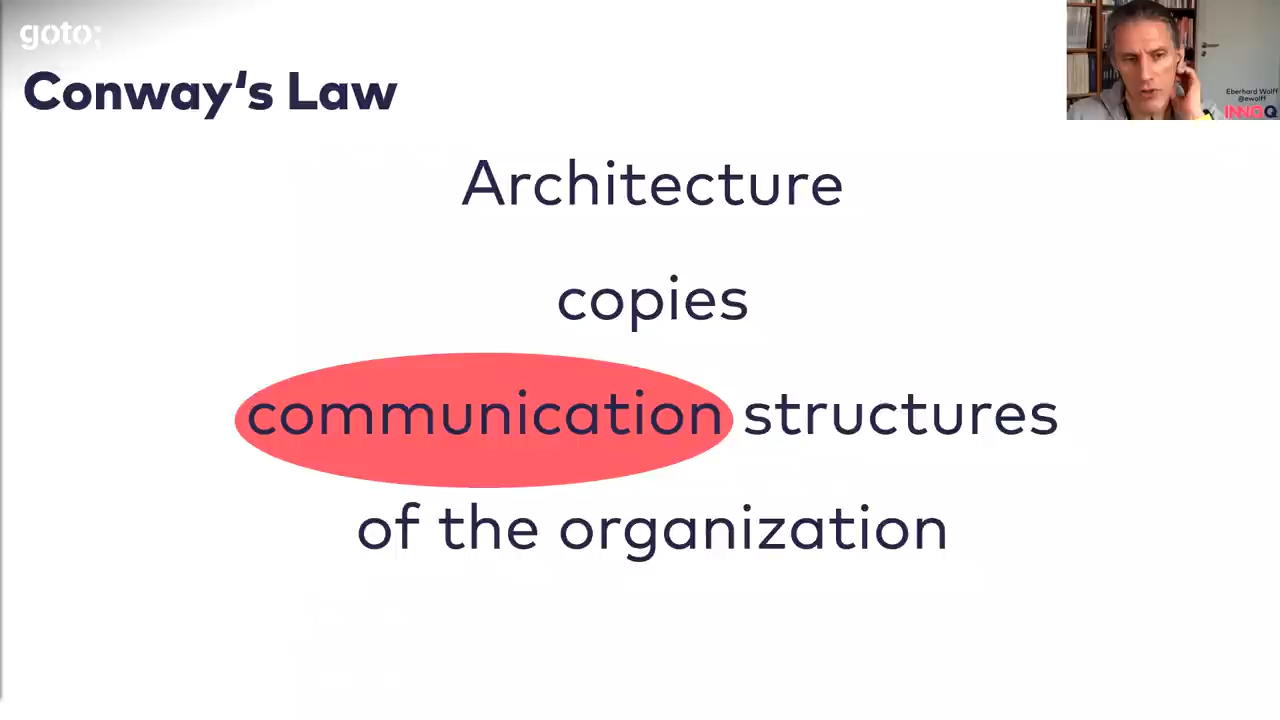 goto;
Conway‘s Law
Architecture
copies
communication structures
of the organization
Eberhard Wolff
@ewolff
INNOQ